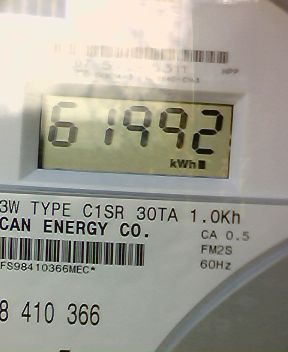 HPP
61992
kWh
3W TYPE C1SR 30TA 1.0Kh
CAN ENERGY CO.
CA 0.5
FM2S
60Hz
FS98410366MEC*
8 410 366